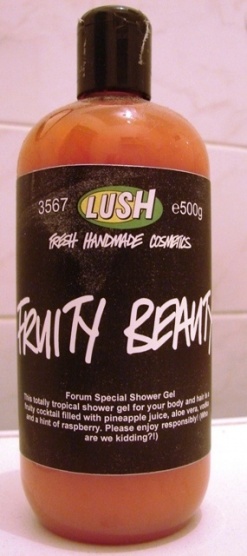 3567 LUSH e500g
FRESH HANDMADE COSMETICS
FRUITY BEAUTY
Forum Special Shower Gel
This totally tropical shower gel for your body and hair is a
fruity cocktail filled with pineapple juice, aloe vera, vodka
and a hint of raspberry. Please enjoy responsibly! (Who
are we kidding?!)